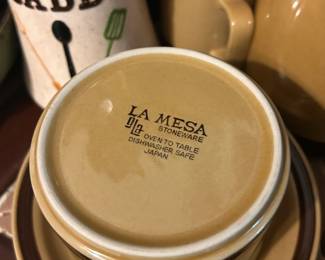 LA MESA
STONEWARE
OVEN TO TABLE
DISHWASHER SAFE
JAPAN